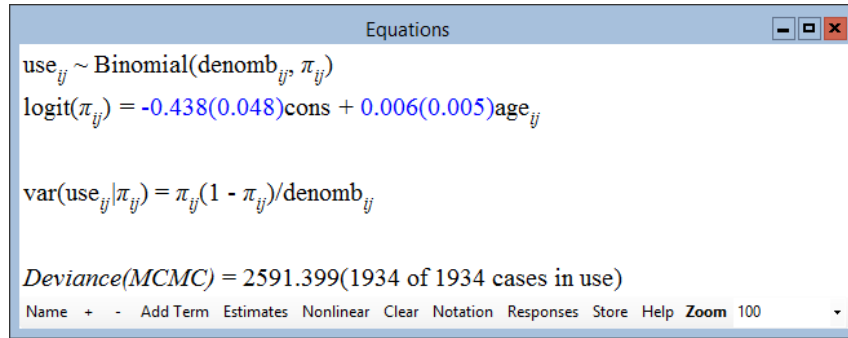 Equations
use_ij ~ Binomial(denomb_ij, π_ij)
logit(π_ij) = -0.438(0.048)cons + 0.006(0.005)age_ij
var(use_ij|π_ij) = π_ij(1 - π_ij)/denomb_ij
Deviance(MCMC) = 2591.399(1934 of 1934 cases in use)
Name + - Add Term Estimates Nonlinear Clear Notation Responses Store Help Zoom 100